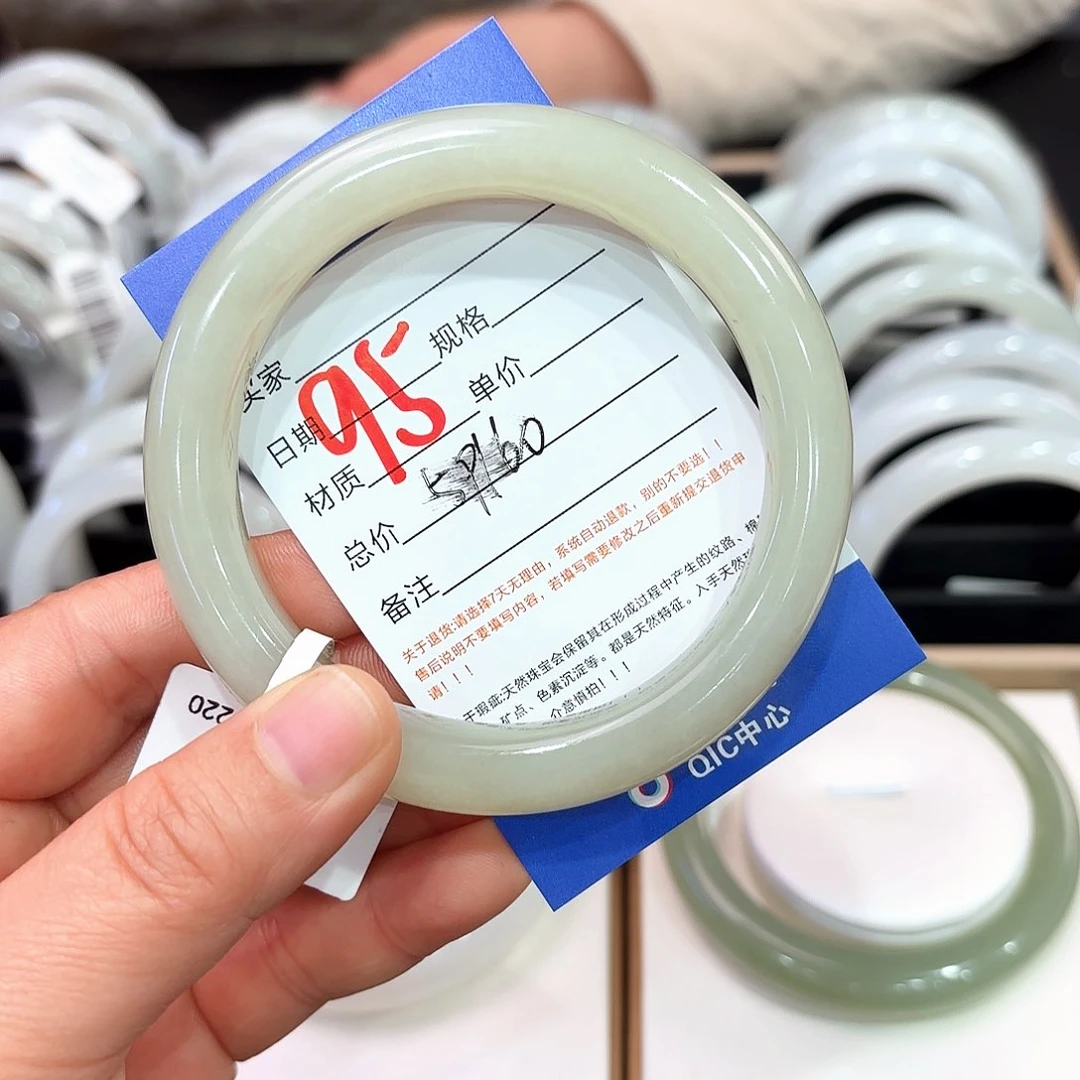 买家
日期 95 规格
材质 单价
总价
备注
关于退货:请选择7天无理由，系统自动退款，别的不要选！！
售后说明不要填写内容，若填写需要修改之后重新提交退货申
请！！！
于瑕疵:天然珠宝会保留其在形成过程中产生的纹路、棉
矿点、色素沉淀等。都是天然特征。入手天然
介意慎拍！！！
QIC中心
220